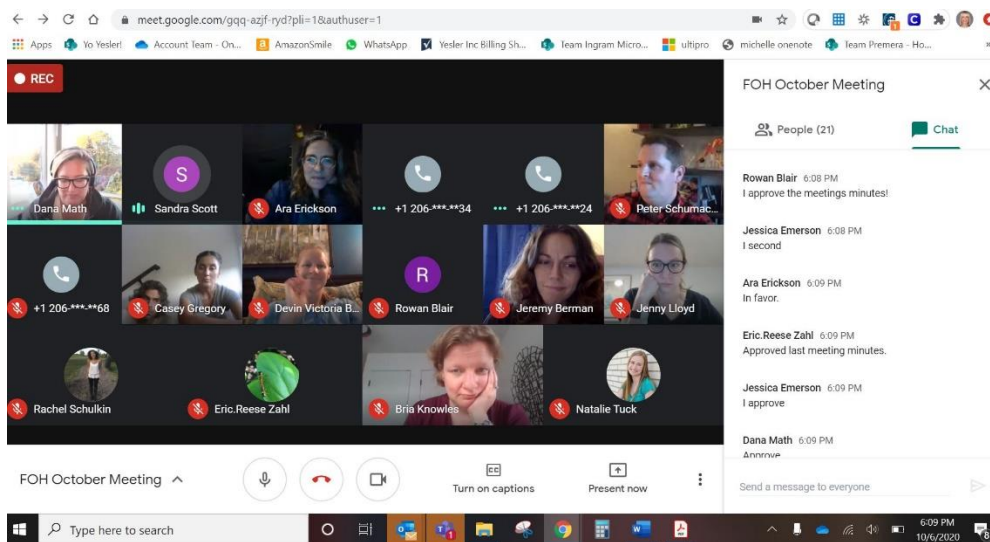 meet.google.com/gqq-azjf-ryd?pli=1&authuser=1
Apps Yo Yesler! Account Team - On... AmazonSmile WhatsApp Yesler Inc Billing Sh... Team Ingram Micro... ultipro michelle onenote Team Premera - Ho...
REC
FOH October Meeting
People (21) Chat
S
Dana Math Sandra Scott Ara Erickson +1 206-***-**34 +1 206-***-**24 Peter Schumac...
R
+1 206-***-**68 Casey Gregory Devin Victoria B... Rowan Blair Jeremy Berman Jenny Lloyd
Rachel Schulkin Eric.Reese Zahl Bria Knowles Natalie Tuck
Rowan Blair 6:08 PM
I approve the meetings minutes!
Jessica Emerson 6:08 PM
I second
Ara Erickson 6:09 PM
In favor.
Eric.Reese Zahl 6:09 PM
Approved last meeting minutes.
Jessica Emerson 6:09 PM
I approve
Dana Math 6:09 PM
Approve
Send a message to everyone
FOH October Meeting
CC
Turn on captions Present now
Type here to search
6:09 PM
10/6/2020